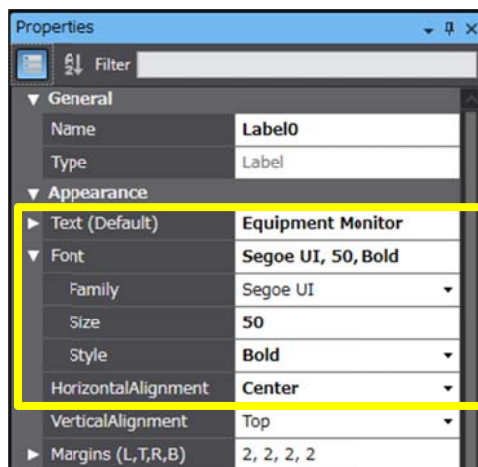 Properties
Filter
General
Name Label0
Type Label
Appearance
Text (Default) Equipment Monitor
Font Segoe UI, 50, Bold
Family Segoe UI
Size 50
Style Bold
HorizontalAlignment Center
VerticalAlignment Top
Margins (L,T,R,B) 2, 2, 2, 2